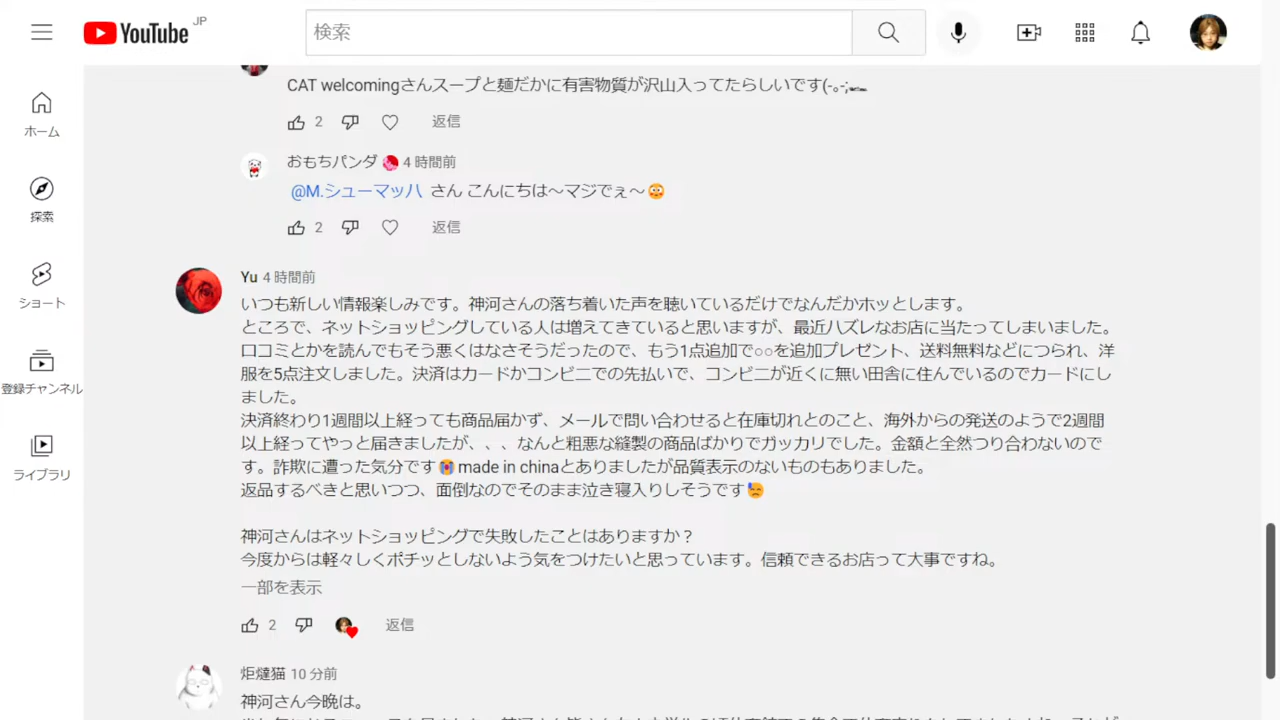 YouTube JP
検索
ホーム
探索
ショート
登録チャンネル
ライブラリ
CAT welcomingさんスープと麺だかに有害物質が沢山入ってたらしいです(-｡-;
2 返信
おもちパンダ 4 時間前
@M.シューマッハ さん こんにちは〜マジでぇ〜😳
2 返信
Yu 4 時間前
いつも新しい情報楽しみです。神河さんの落ち着いた声を聴いているだけでなんだかホッとします。
ところで、ネットショッピングしている人は増えてきていると思いますが、最近ハズレなお店に当たってしまいました。
口コミとかを読んでもそう悪くはなさそうだったので、もう1点追加で○○を追加プレゼント、送料無料などにつられ、洋
服を5点注文しました。決済はカードかコンビニでの先払いで、コンビニが近くに無い田舎に住んでいるのでカードにし
ました。
決済終わり1週間以上経っても商品届かず、メールで問い合わせると在庫切れとのこと、海外からの発送のようで2週間
以上経ってやっと届きましたが、、、なんと粗悪な縫製の商品ばかりでガッカリでした。金額と全然つり合わないので
す。詐欺に遭った気分です😭made in chinaとありましたが品質表示のないものもありました。
返品するべきと思いつつ、面倒なのでそのまま泣き寝入りしそうです😓
神河さんはネットショッピングで失敗したことはありますか？
今度からは軽々しくポチッとしないよう気をつけたいと思っています。信頼できるお店って大事ですね。
一部を表示
2 返信
炬燵猫 10 分前
神河さん今晩は。